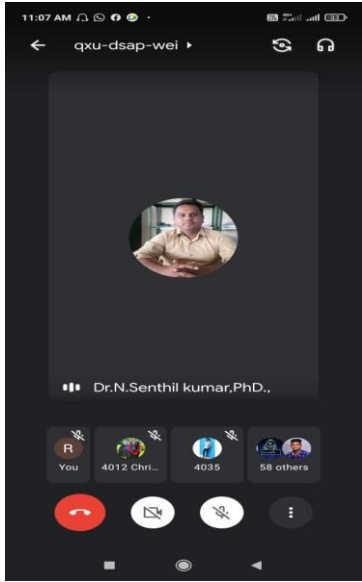 11:07 AM
qxu-dsap-wei
Dr.N.Senthil kumar,PhD.,
R
You
4012 Chri...
4035
58 others